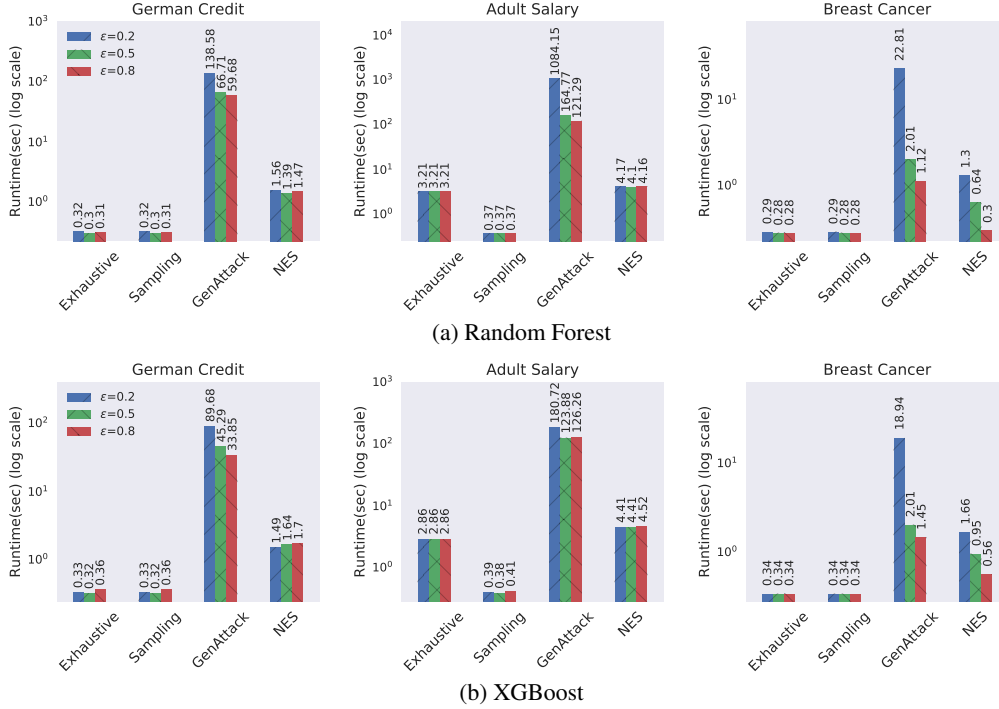 German Credit
Runtime(sec) (log scale)
10³
10²
10¹
10⁰
ε=0.2
ε=0.5
ε=0.8
0.32
0.3
0.31
0.32
0.3
0.31
138.58
66.71
59.68
1.56
1.39
1.47
Exhaustive
Sampling
GenAttack
NES
Adult Salary
Runtime(sec) (log scale)
10⁴
10³
10²
10¹
10⁰
3.21
3.21
3.21
0.37
0.37
0.37
1084.15
164.77
121.29
4.17
4.1
4.16
Exhaustive
Sampling
GenAttack
NES
Breast Cancer
Runtime(sec) (log scale)
10¹
10⁰
0.29
0.28
0.28
0.29
0.28
0.28
22.81
2.01
1.12
1.3
0.64
0.3
Exhaustive
Sampling
GenAttack
NES
(a) Random Forest
German Credit
Runtime(sec) (log scale)
10²
10¹
10⁰
ε=0.2
ε=0.5
ε=0.8
0.33
0.32
0.36
0.33
0.32
0.36
89.68
45.29
33.85
1.49
1.64
1.7
Exhaustive
Sampling
GenAttack
NES
Adult Salary
Runtime(sec) (log scale)
10³
10²
10¹
10⁰
2.86
2.86
2.86
0.39
0.38
0.41
180.72
123.88
126.26
4.41
4.41
4.52
Exhaustive
Sampling
GenAttack
NES
Breast Cancer
Runtime(sec) (log scale)
10¹
10⁰
0.34
0.34
0.34
0.34
0.34
0.34
18.94
2.01
1.45
1.66
0.95
0.56
Exhaustive
Sampling
GenAttack
NES
(b) XGBoost